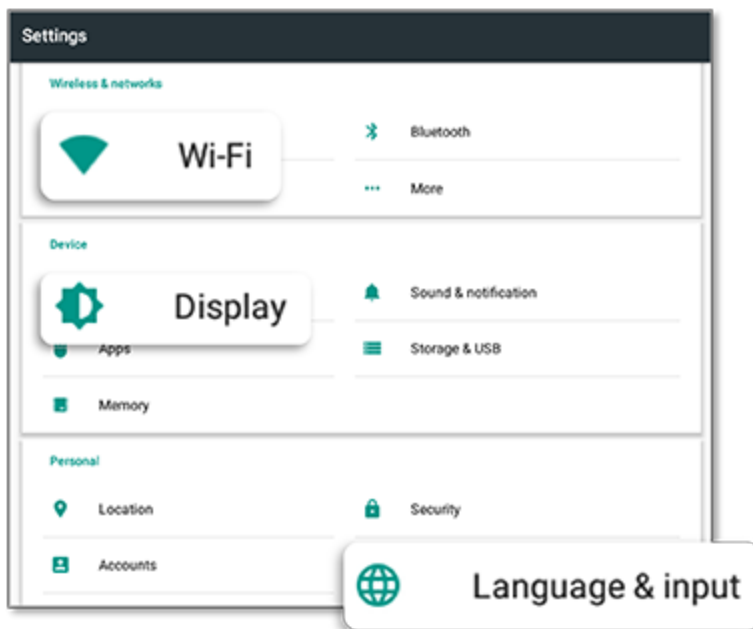 Settings
Wireless & networks
Wi-Fi
Bluetooth
More
Device
Display
Sound & notification
Apps
Storage & USB
Memory
Personal
Location
Security
Accounts
Language & input